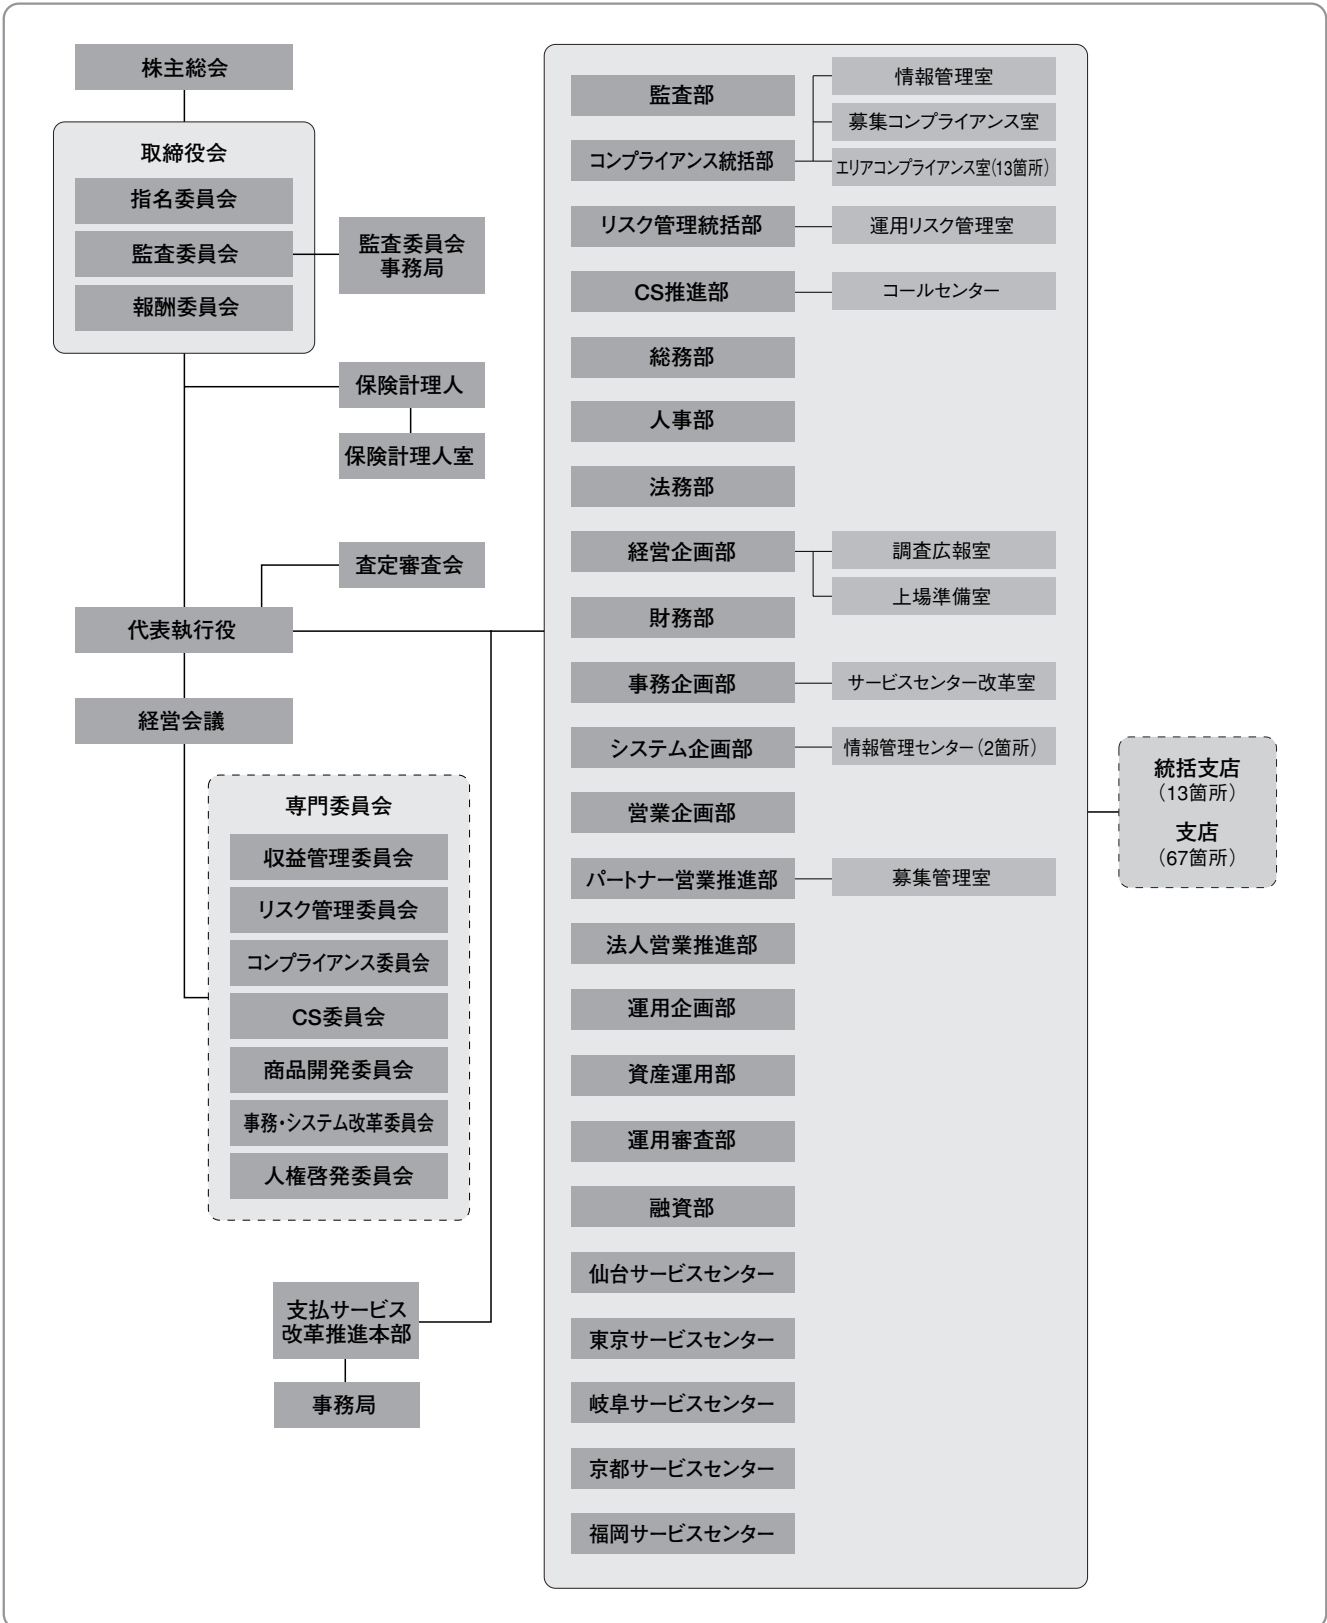 株主総会
取締役会
指名委員会
監査委員会
報酬委員会
監査委員会
事務局
保険計理人
保険計理人室
査定審査会
代表執行役
経営会議
専門委員会
収益管理委員会
リスク管理委員会
コンプライアンス委員会
CS委員会
商品開発委員会
事務・システム改革委員会
人権啓発委員会
支払サービス
改革推進本部
事務局
監査部
コンプライアンス統括部
情報管理室
募集コンプライアンス室
エリアコンプライアンス室(13箇所)
リスク管理統括部
運用リスク管理室
CS推進部
コールセンター
総務部
人事部
法務部
経営企画部
調査広報室
上場準備室
財務部
事務企画部
サービスセンター改革室
システム企画部
情報管理センター(2箇所)
営業企画部
パートナー営業推進部
募集管理室
法人営業推進部
運用企画部
資産運用部
運用審査部
融資部
仙台サービスセンター
東京サービスセンター
岐阜サービスセンター
京都サービスセンター
福岡サービスセンター
統括支店
(13箇所)
支店
(67箇所)